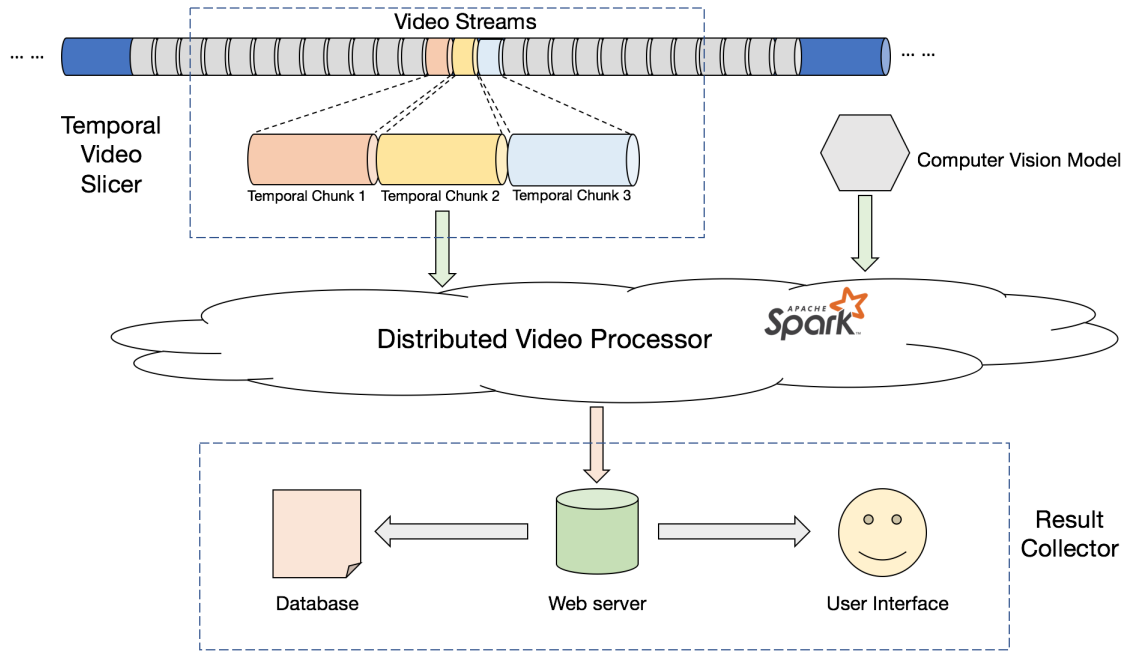 Video Streams
... ...
... ...
Temporal
Video
Slicer
Temporal Chunk 1
Temporal Chunk 2
Temporal Chunk 3
Computer Vision Model
Distributed Video Processor
APACHE
Spark™
Database
Web server
User Interface
Result
Collector